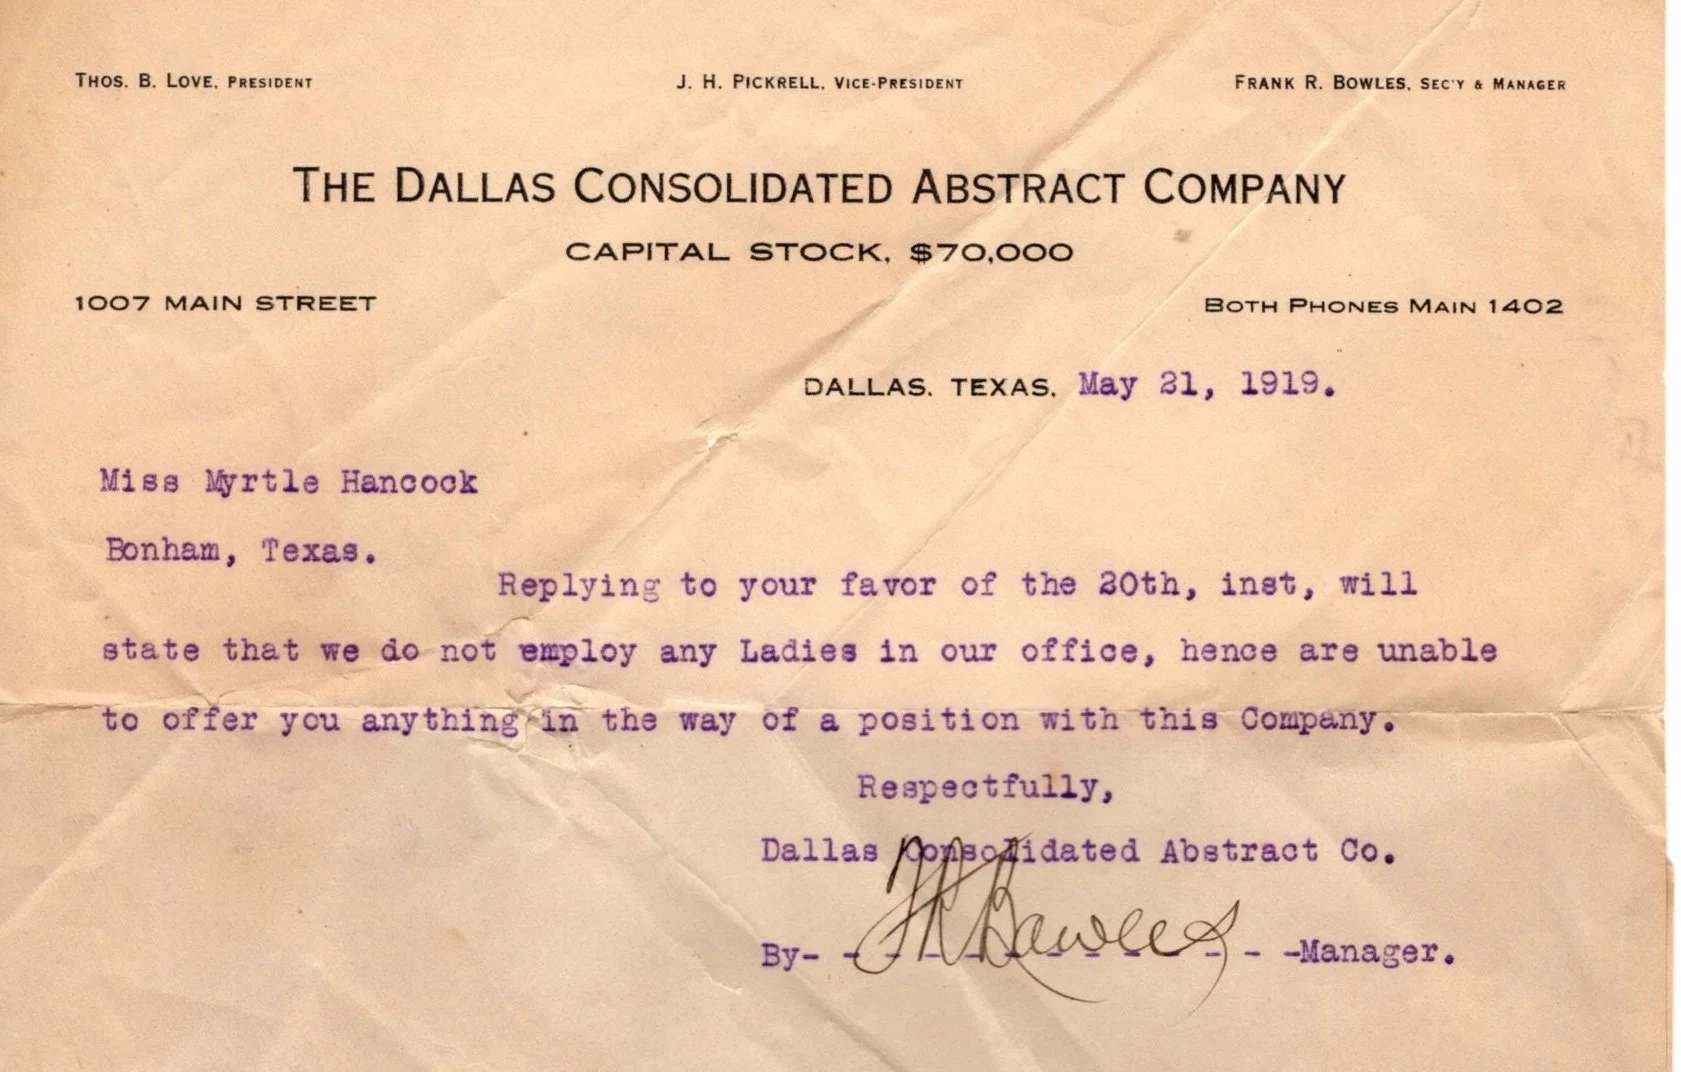 THOS. B. LOVE, PRESIDENT J. H. PICKRELL, VICE-PRESIDENT FRANK R. BOWLES, SEC'Y & MANAGER
THE DALLAS CONSOLIDATED ABSTRACT COMPANY
CAPITAL STOCK, $70,000
1007 MAIN STREET BOTH PHONES MAIN 1402
DALLAS, TEXAS, May 21, 1919.
Miss Myrtle Hancock
Bonham, Texas.
Replying to your favor of the 20th, inst, will
state that we do not employ any Ladies in our office, hence are unable
to offer you anything in the way of a position with this Company.
Respectfully,
Dallas Consolidated Abstract Co.
By- - - - - - - - - - - -Manager.
FR Bowles